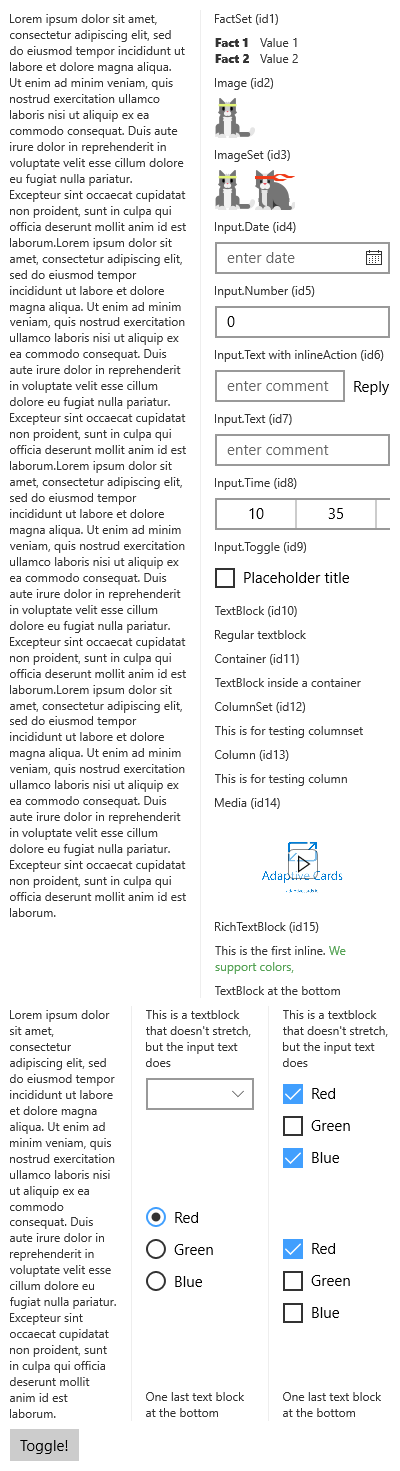 Lorem ipsum dolor sit amet,
consectetur adipiscing elit, sed
do eiusmod tempor incididunt ut
labore et dolore magna aliqua.
Ut enim ad minim veniam, quis
nostrud exercitation ullamco
laboris nisi ut aliquip ex ea
commodo consequat. Duis aute
irure dolor in reprehenderit in
voluptate velit esse cillum dolore
eu fugiat nulla pariatur.
Excepteur sint occaecat cupidatat
non proident, sunt in culpa qui
officia deserunt mollit anim id est
laborum.Lorem ipsum dolor sit
amet, consectetur adipiscing elit,
sed do eiusmod tempor
incididunt ut labore et dolore
magna aliqua. Ut enim ad minim
veniam, quis nostrud exercitation
ullamco laboris nisi ut aliquip ex
ea commodo consequat. Duis
aute irure dolor in reprehenderit
in voluptate velit esse cillum
dolore eu fugiat nulla pariatur.
Excepteur sint occaecat cupidatat
non proident, sunt in culpa qui
officia deserunt mollit anim id est
laborum.Lorem ipsum dolor sit
amet, consectetur adipiscing elit,
sed do eiusmod tempor
incididunt ut labore et dolore
magna aliqua. Ut enim ad minim
veniam, quis nostrud exercitation
ullamco laboris nisi ut aliquip ex
ea commodo consequat. Duis
aute irure dolor in reprehenderit
in voluptate velit esse cillum
dolore eu fugiat nulla pariatur.
Excepteur sint occaecat cupidatat
non proident, sunt in culpa qui
officia deserunt mollit anim id est
laborum.Lorem ipsum dolor sit
amet, consectetur adipiscing elit,
sed do eiusmod tempor
incididunt ut labore et dolore
magna aliqua. Ut enim ad minim
veniam, quis nostrud exercitation
ullamco laboris nisi ut aliquip ex
ea commodo consequat. Duis
aute irure dolor in reprehenderit
in voluptate velit esse cillum
dolore eu fugiat nulla pariatur.
Excepteur sint occaecat cupidatat
non proident, sunt in culpa qui
officia deserunt mollit anim id est
laborum.
FactSet (id1)
Fact 1 Value 1
Fact 2 Value 2
Image (id2)
ImageSet (id3)
Input.Date (id4)
enter date
Input.Number (id5)
0
Input.Text with inlineAction (id6)
enter comment Reply
Input.Text (id7)
enter comment
Input.Time (id8)
10 35
Input.Toggle (id9)
Placeholder title
TextBlock (id10)
Regular textblock
Container (id11)
TextBlock inside a container
ColumnSet (id12)
This is for testing columnset
Column (id13)
This is for testing column
Media (id14)
Adaptive Cards
RichTextBlock (id15)
This is the first inline. We
support colors,
TextBlock at the bottom
Lorem ipsum dolor
sit amet,
consectetur
adipiscing elit, sed
do eiusmod tempor
incididunt ut labore
et dolore magna
aliqua. Ut enim ad
minim veniam, quis
nostrud exercitation
ullamco laboris nisi
ut aliquip ex ea
commodo
consequat. Duis
aute irure dolor in
reprehenderit in
voluptate velit esse
cillum dolore eu
fugiat nulla pariatur.
Excepteur sint
occaecat cupidatat
non proident, sunt
in culpa qui officia
deserunt mollit
anim id est
laborum.
This is a textblock
that doesn't stretch,
but the input text
does
Red
Green
Blue
One last text block
at the bottom
This is a textblock
that doesn't stretch,
but the input text
does
Red
Green
Blue
Red
Green
Blue
One last text block
at the bottom
Toggle!